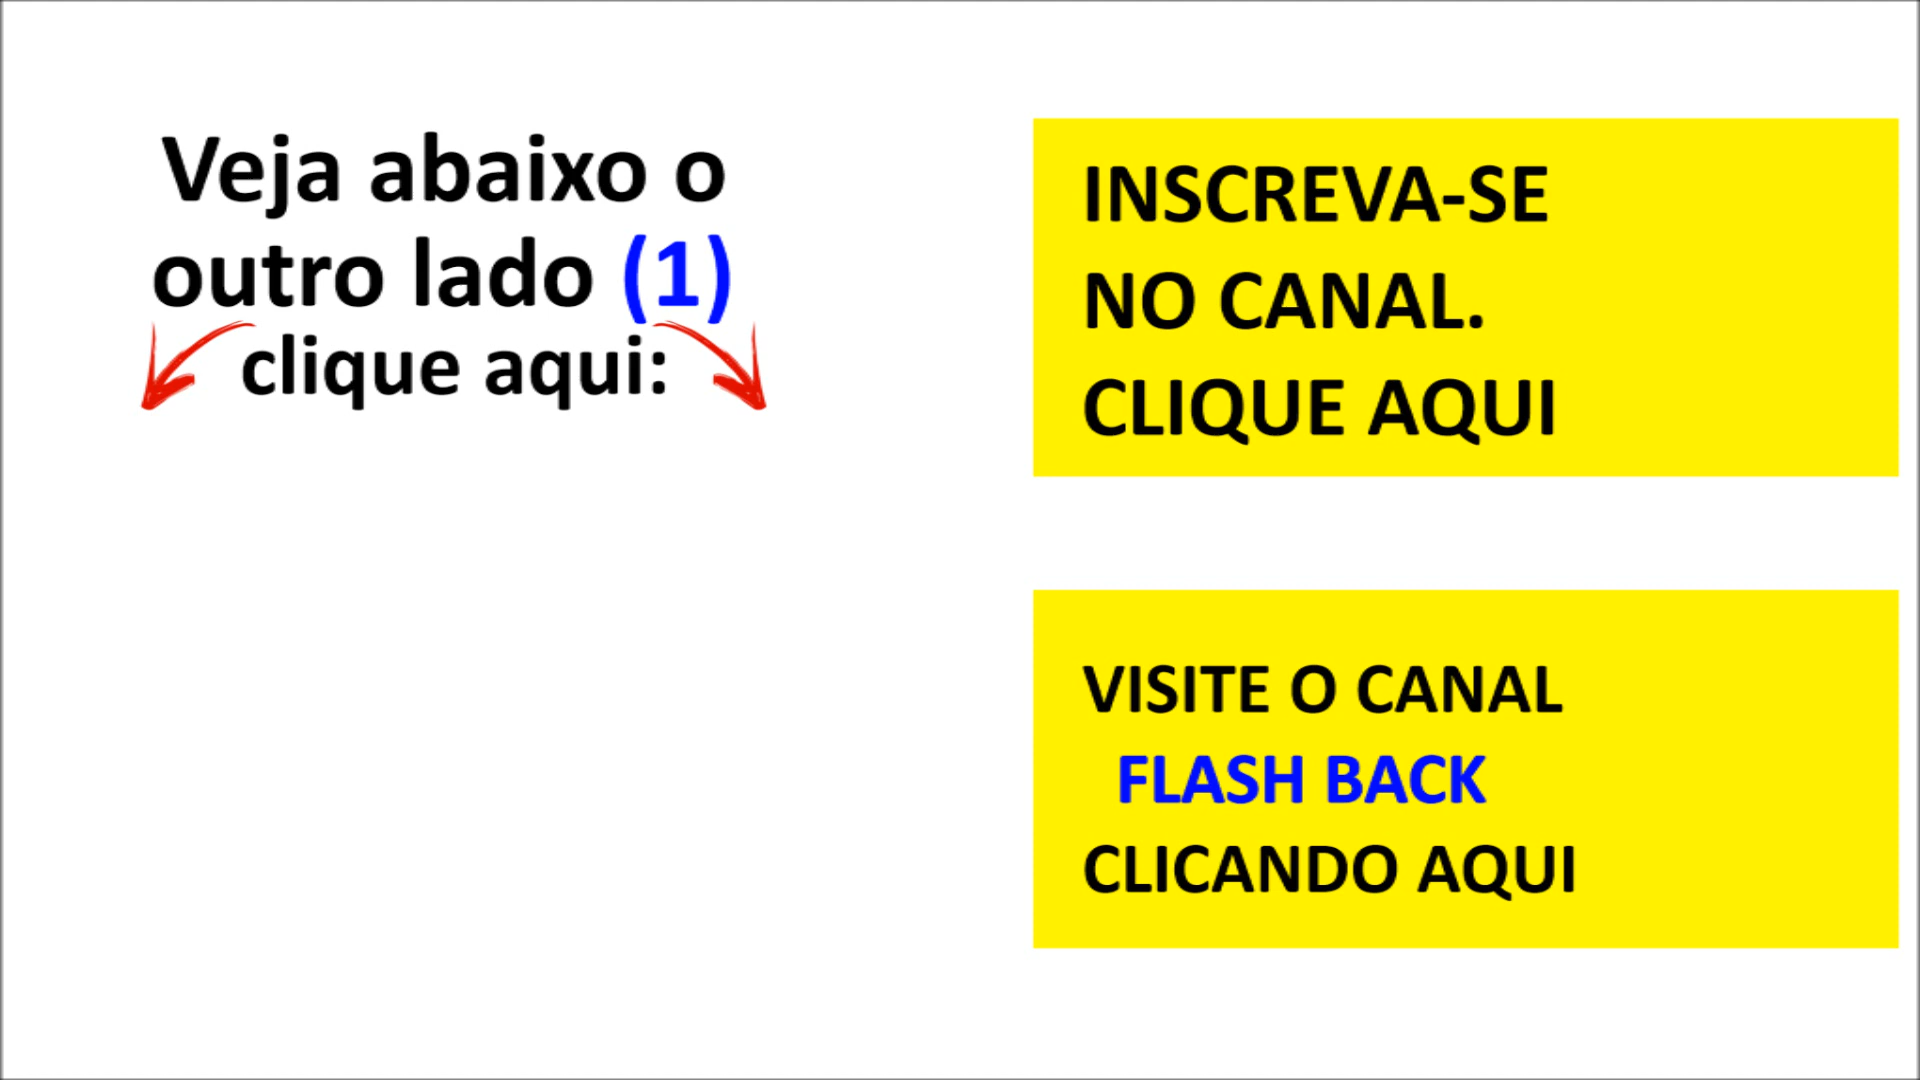 Veja abaixo o
outro lado (1)
clique aqui:
INSCREVA-SE
NO CANAL.
CLIQUE AQUI
VISITE O CANAL
FLASH BACK
CLICANDO AQUI